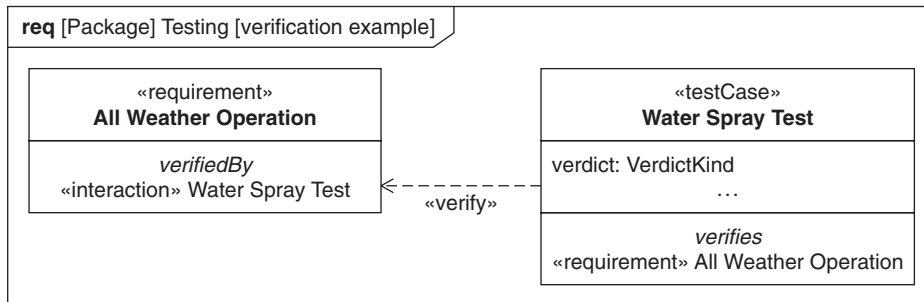 req [Package] Testing [verification example]
«requirement»
All Weather Operation
verifiedBy
«interaction» Water Spray Test
«verify»
«testCase»
Water Spray Test
verdict: VerdictKind
...
verifies
«requirement» All Weather Operation